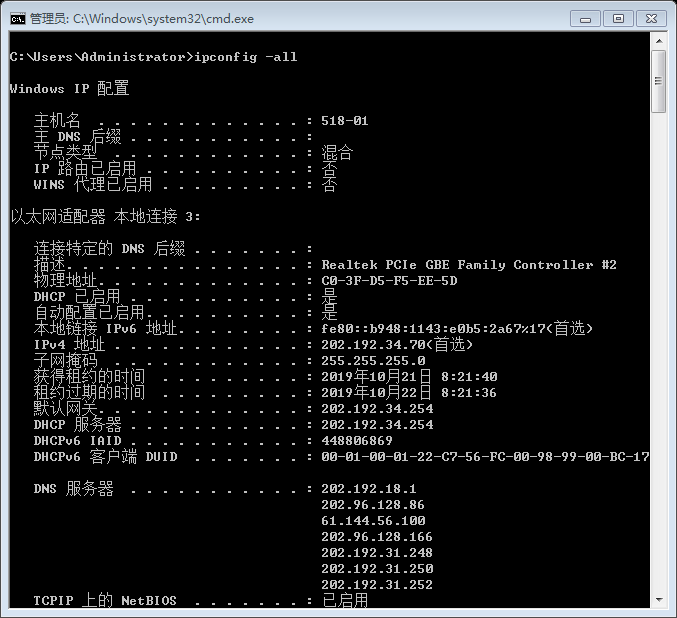 管理员: C:\Windows\system32\cmd.exe
C:\Users\Administrator>ipconfig -all
Windows IP 配置
主机名 . . . . . . . . . . . . . : 518-01
主 DNS 后缀 . . . . . . . . . . . :
节点类型 . . . . . . . . . . . . : 混合
IP 路由已启用 . . . . . . . . . . : 否
WINS 代理已启用 . . . . . . . . . : 否
以太网适配器 本地连接 3:
连接特定的 DNS 后缀 . . . . . . . :
描述. . . . . . . . . . . . . . . : Realtek PCIe GBE Family Controller #2
物理地址. . . . . . . . . . . . . : C0-3F-D5-F5-EE-5D
DHCP 已启用 . . . . . . . . . . . : 是
自动配置已启用. . . . . . . . . . : 是
本地链接 IPv6 地址. . . . . . . . : fe80::b948:1143:e0b5:2a67%17(首选)
IPv4 地址 . . . . . . . . . . . . : 202.192.34.70(首选)
子网掩码 . . . . . . . . . . . . : 255.255.255.0
获得租约的时间 . . . . . . . . . : 2019年10月21日 8:21:40
租约过期的时间 . . . . . . . . . : 2019年10月22日 8:21:36
默认网关. . . . . . . . . . . . . : 202.192.34.254
DHCP 服务器 . . . . . . . . . . . : 202.192.34.254
DHCPv6 IAID . . . . . . . . . . . : 448806869
DHCPv6 客户端 DUID . . . . . . . : 00-01-00-01-22-C7-56-FC-00-98-99-00-BC-17
DNS 服务器 . . . . . . . . . . . : 202.192.18.1
202.96.128.86
61.144.56.100
202.96.128.166
202.192.31.248
202.192.31.250
202.192.31.252
TCPIP 上的 NetBIOS . . . . . . . : 已启用